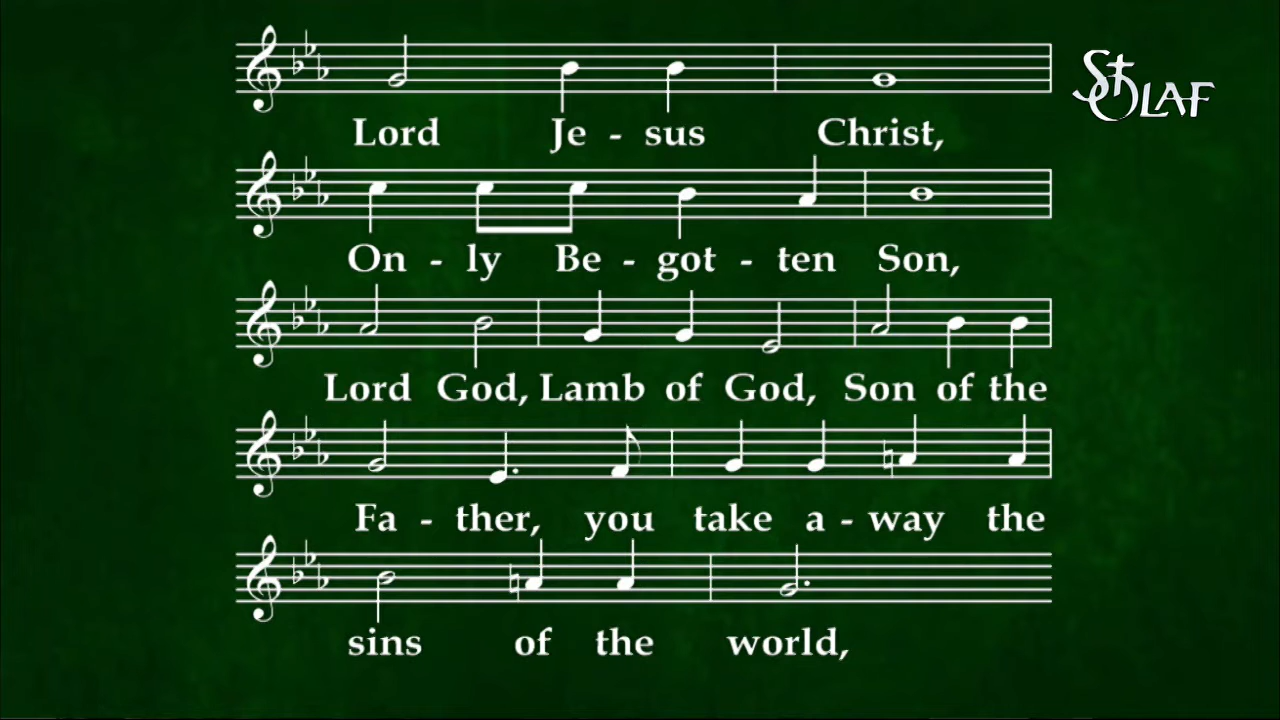 St OLAF
Lord Je - sus Christ,
On - ly Be - got - ten Son,
Lord God, Lamb of God, Son of the
Fa - ther, you take a - way the
sins of the world,